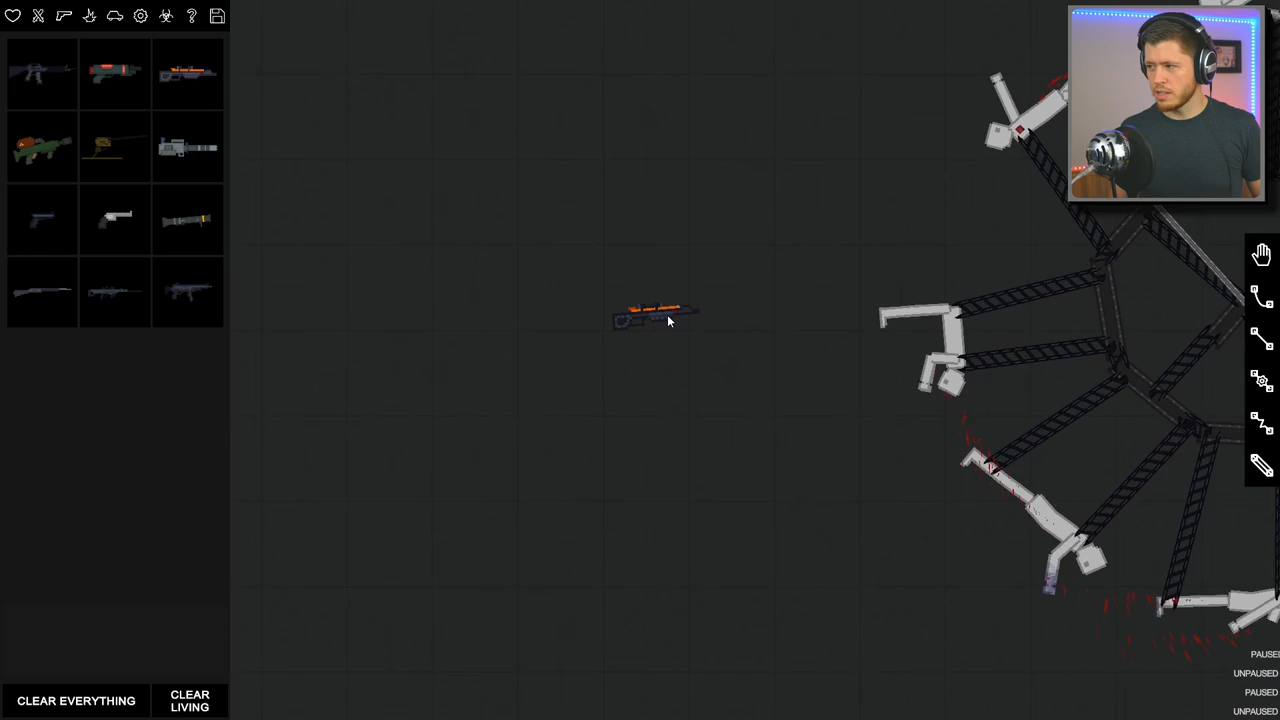 CLEAR EVERYTHING
CLEAR
LIVING
PAUSED
UNPAUSED
PAUSED
UNPAUSED